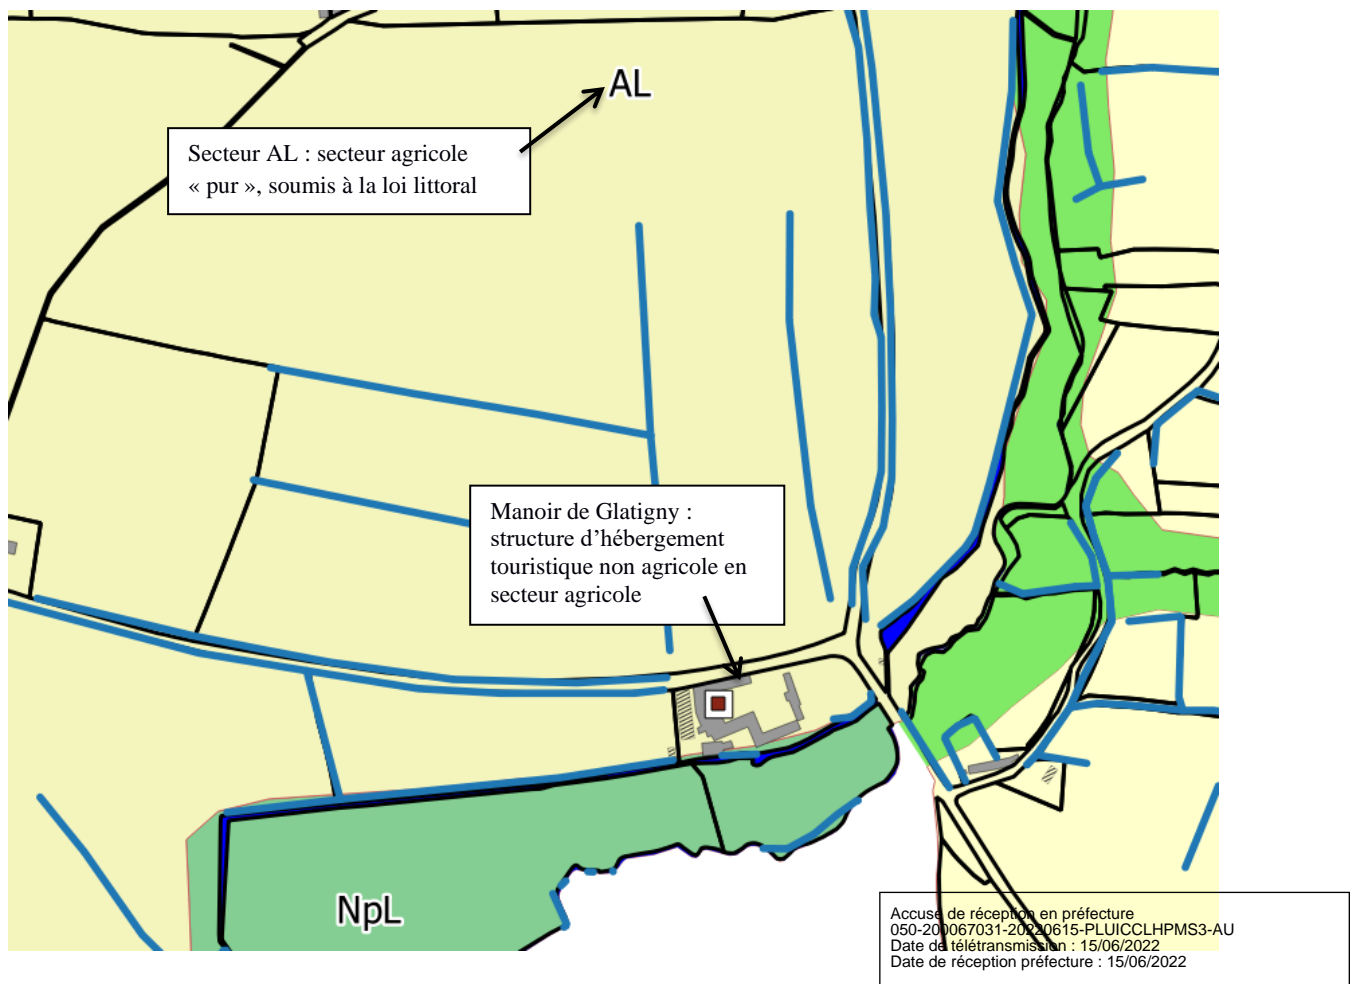 AL
Secteur AL : secteur agricole
« pur », soumis à la loi littoral
Manoir de Glatigny :
structure d’hébergement
touristique non agricole en
secteur agricole
NpL
Accusé de réception en préfecture
050-200067031-20220615-PLUICCLHPMS3-AU
Date de télétransmission : 15/06/2022
Date de réception préfecture : 15/06/2022